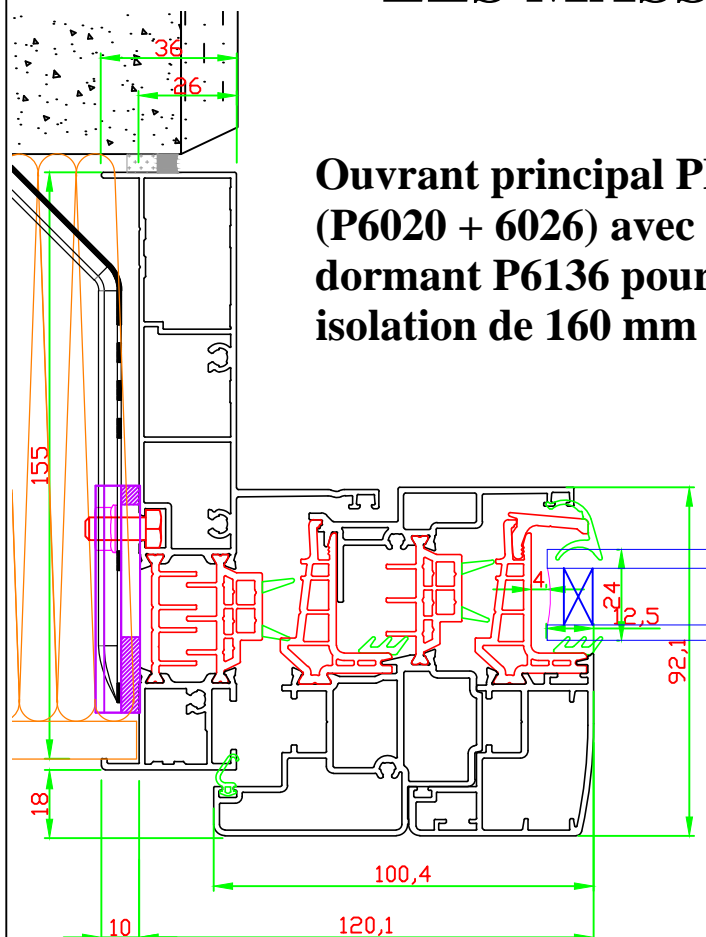 36
26
Ouvrant principal
(P6020 + 6026) avec
dormant P6136 pour
isolation de 160 mm
155
4
24
12,5
92,1
18
100,4
10
120,1